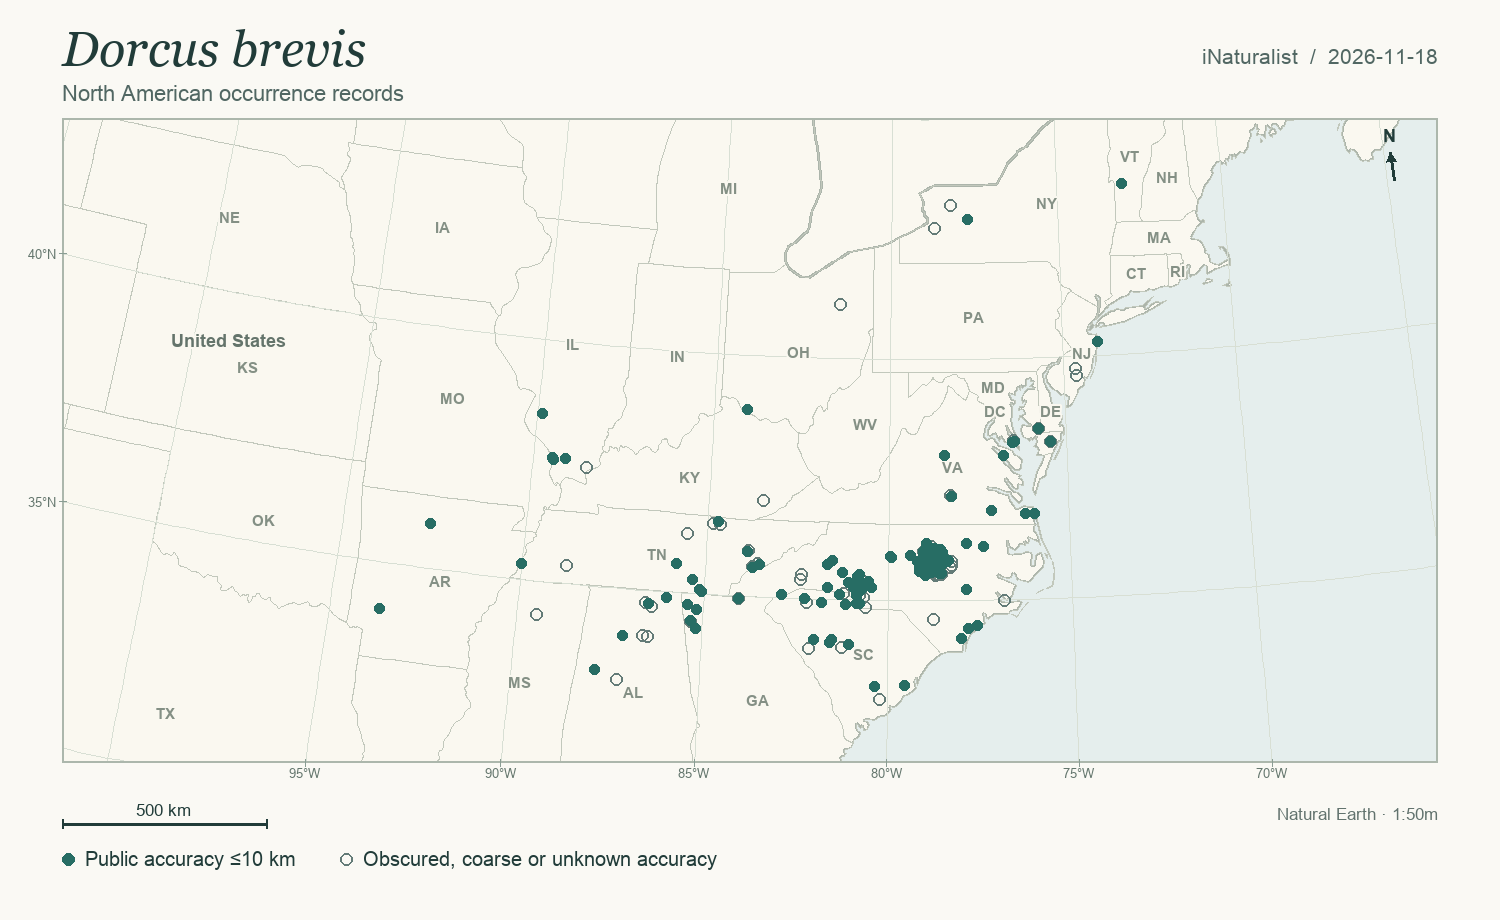 Dorcus brevis
iNaturalist / 2026-11-18
North American occurrence records
N
VT
NH
MI
NY
NE
IA
MA
CT
RI
40°N
PA
United States
IL
OH
NJ
IN
KS
MD
MO
DC
DE
WV
VA
KY
35°N
OK
TN
AR
SC
MS
AL
GA
TX
95°W
90°W
85°W
80°W
75°W
70°W
500 km
Natural Earth · 1:50m
Public accuracy ≤10 km
Obscured, coarse or unknown accuracy